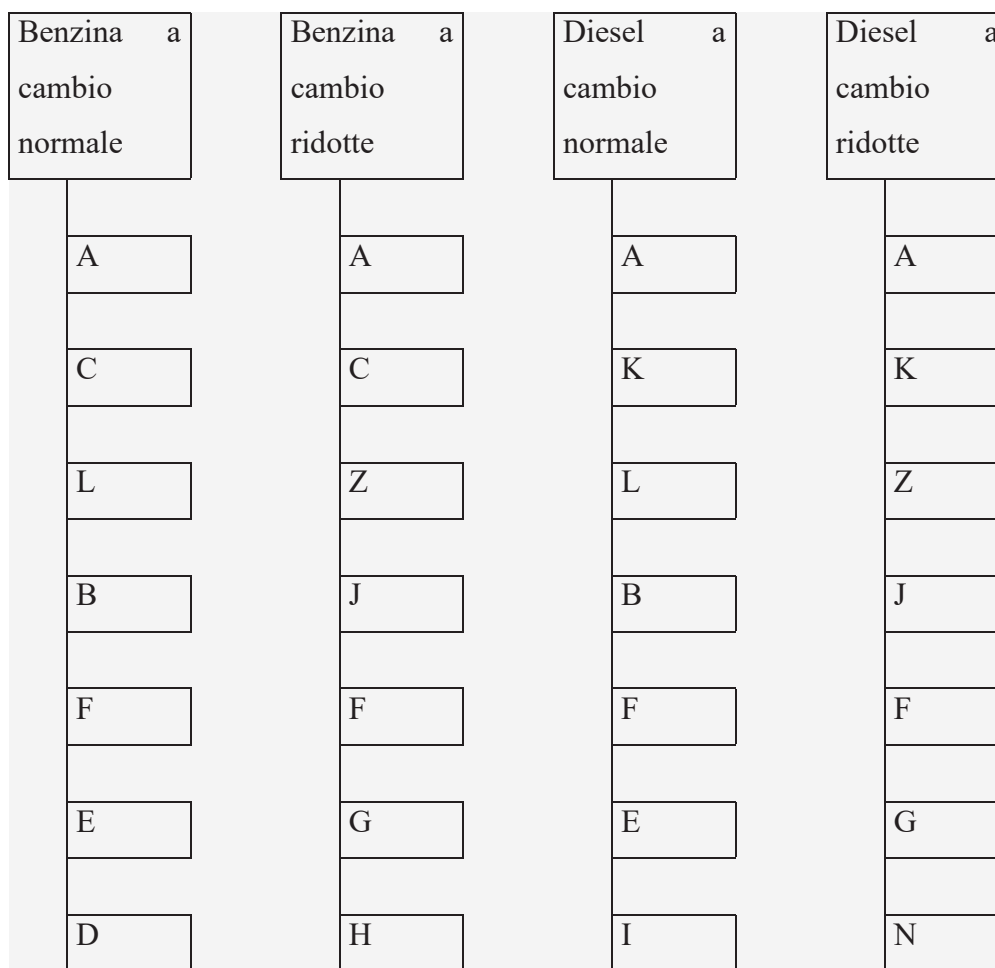 Benzina a
cambio
normale
Benzina a
cambio
ridotte
Diesel a
cambio
normale
Diesel a
cambio
ridotte
A
A
A
A
C
C
K
K
L
Z
L
Z
B
J
B
J
F
F
F
F
E
G
E
G
D
H
I
N